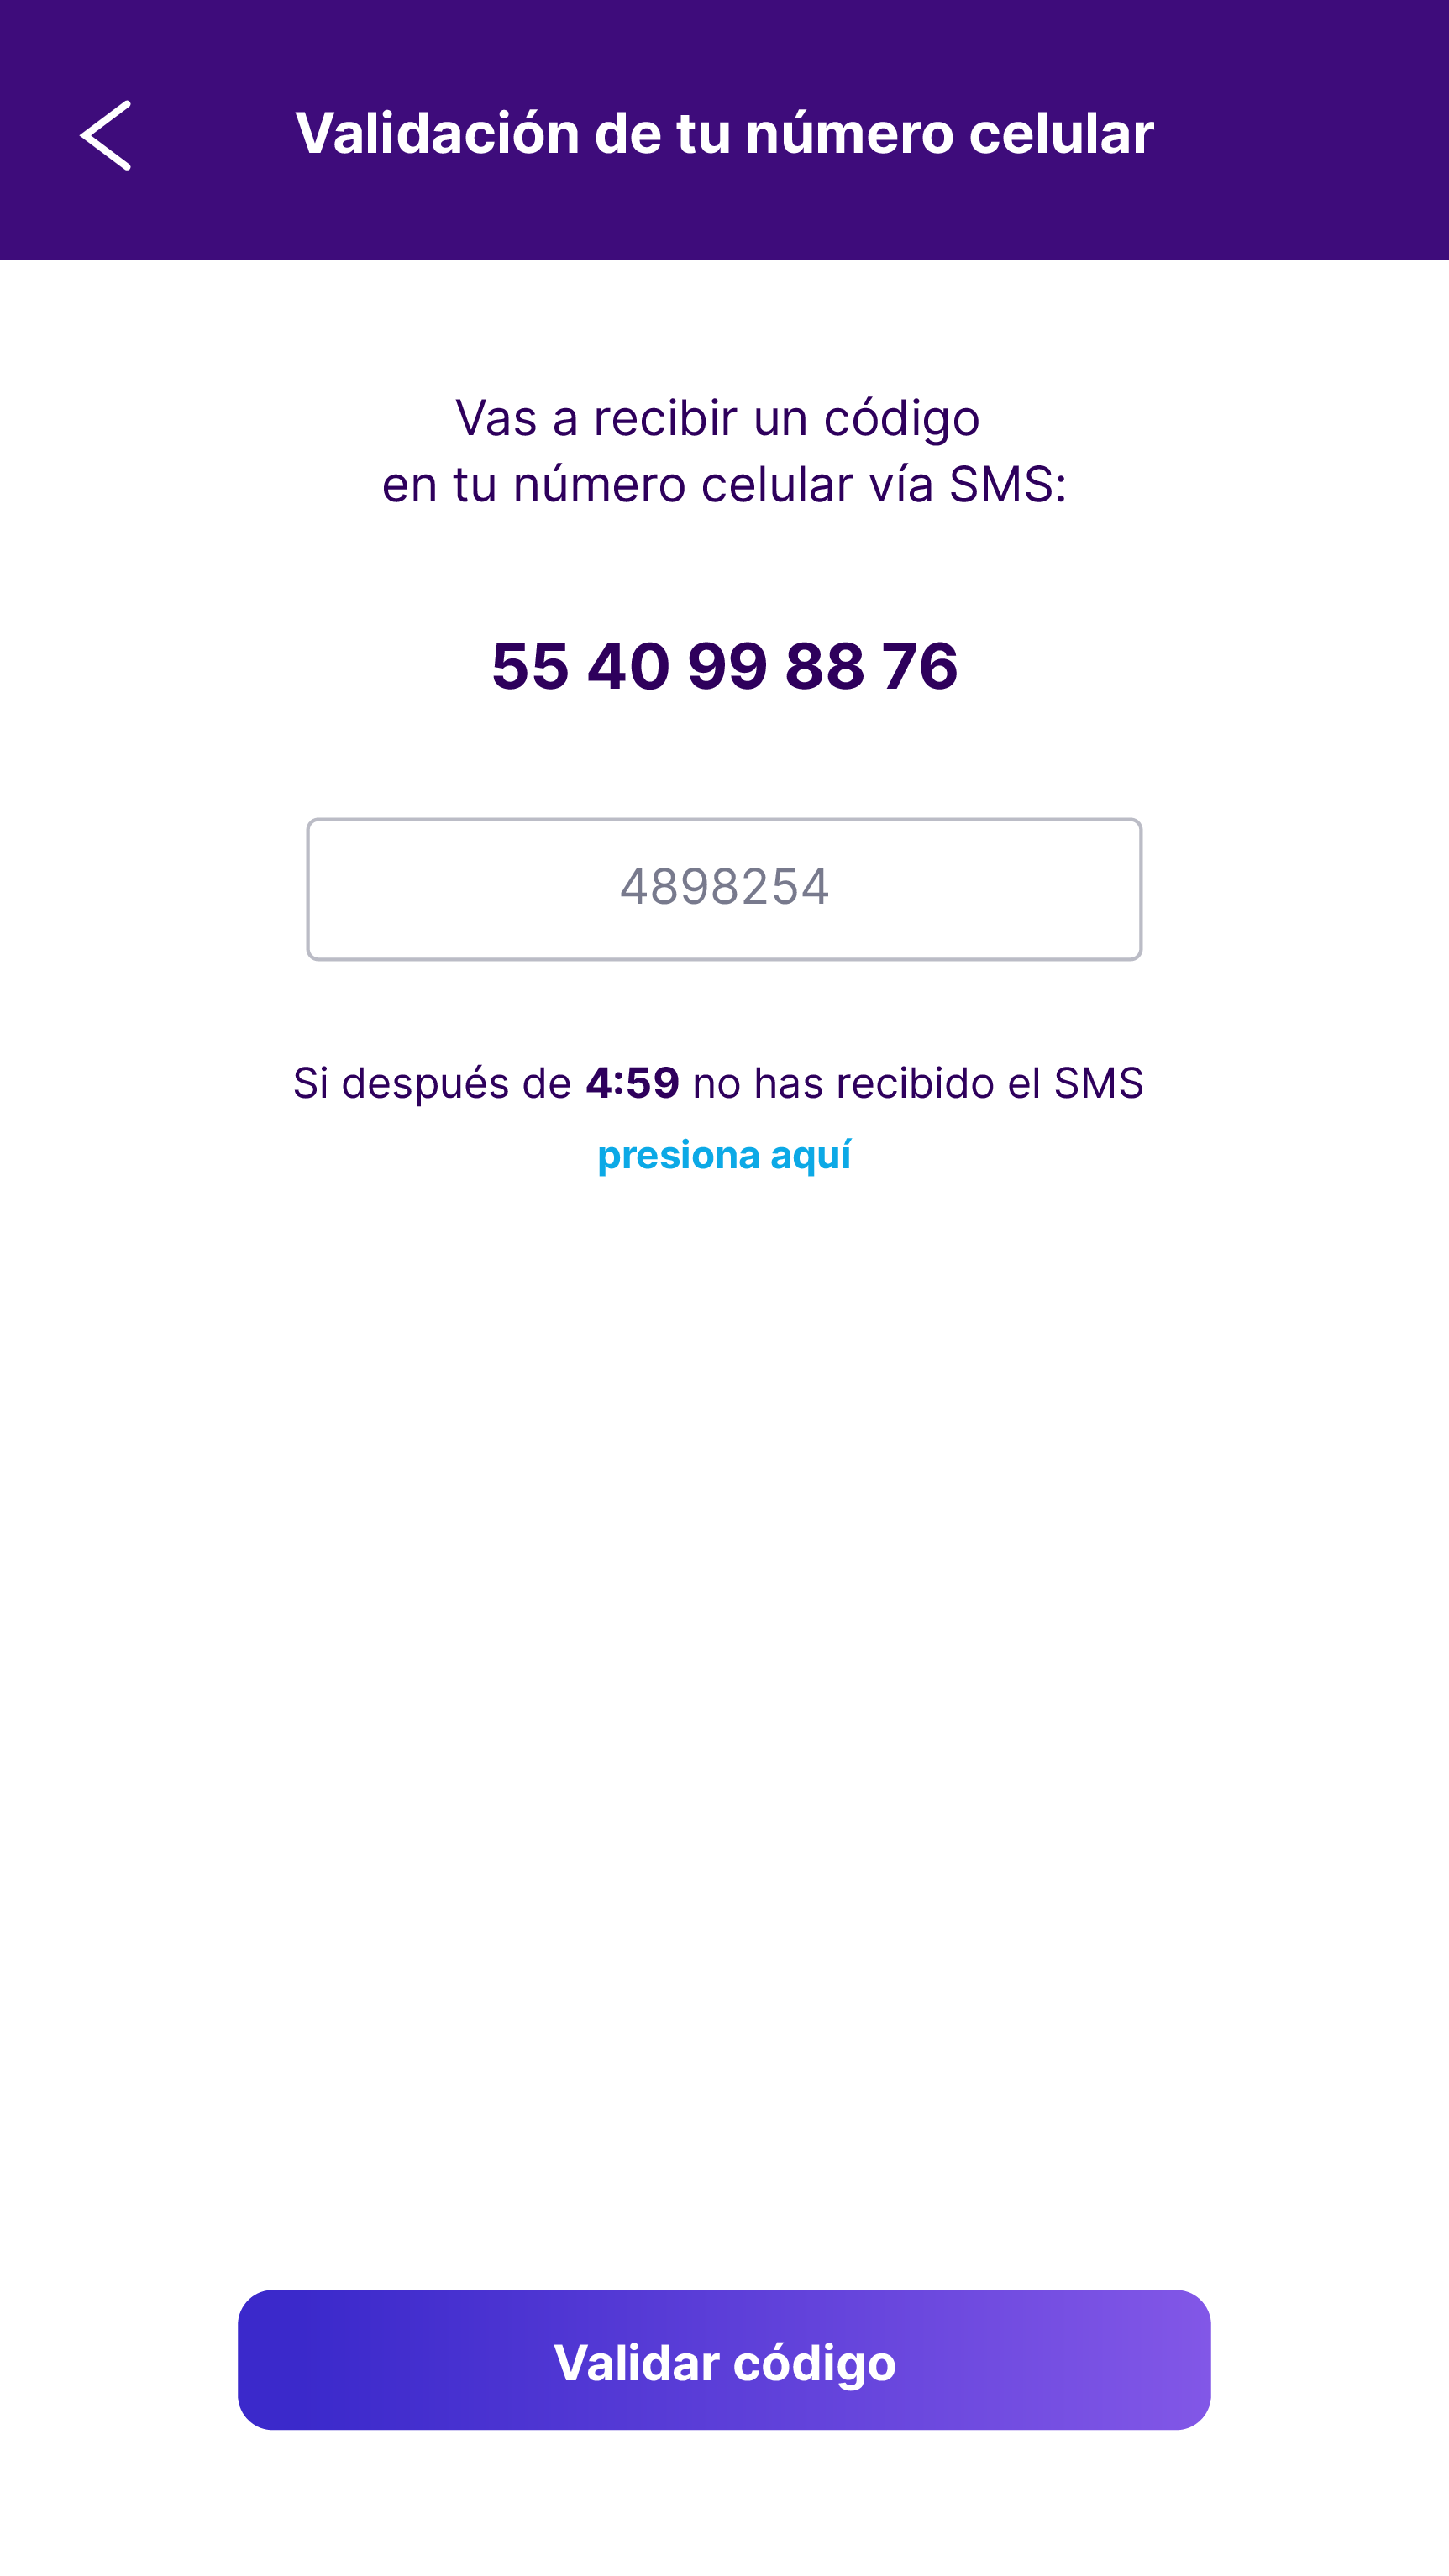 Validación de tu número celular
Vas a recibir un código
en tu número celular vía SMS:
55 40 99 88 76
4898254
Si después de 4:59 no has recibido el SMS
presiona aquí
Validar código